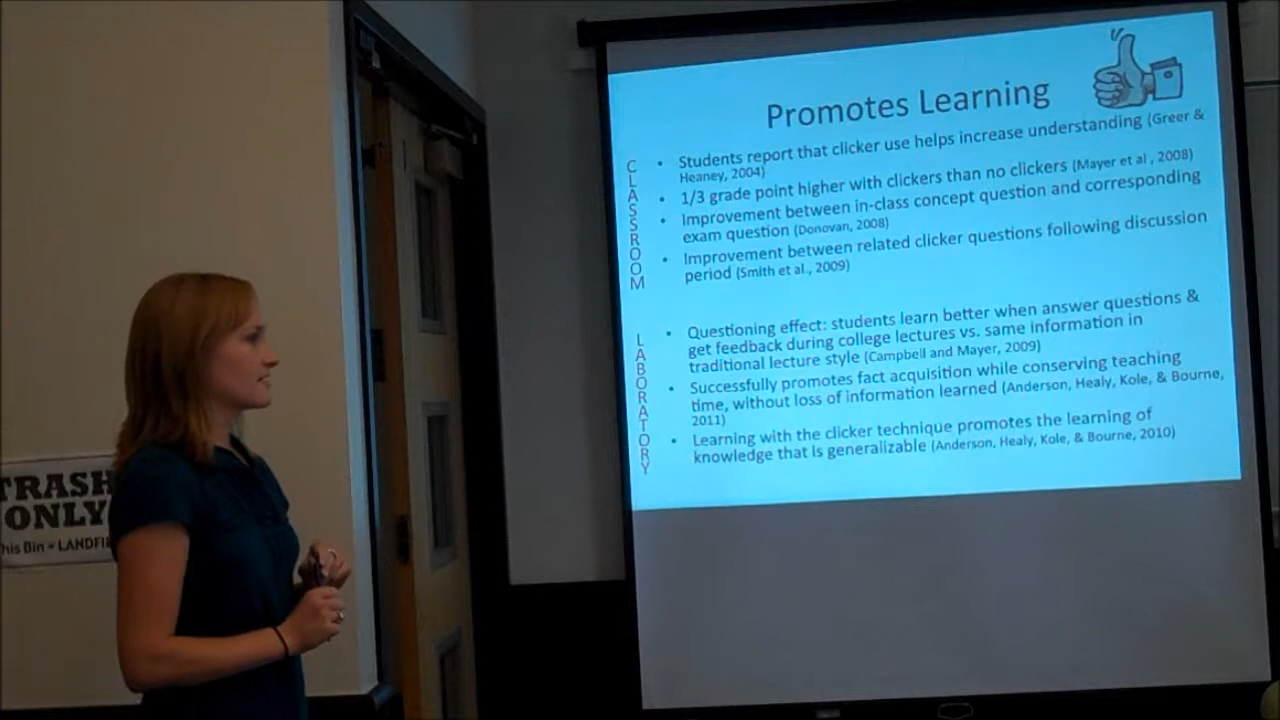 Promotes Learning
CLASSROOM
• Students report that clicker use helps increase understanding (Greer &
Heaney, 2004)
• 1/3 grade point higher with clickers than no clickers (Mayer et al , 2008)
• Improvement between in-class concept question and corresponding
exam question (Donovan, 2008)
• Improvement between related clicker questions following discussion
period (Smith et al., 2009)
LABORATORY
• Questioning effect: students learn better when answer questions &
get feedback during college lectures vs. same information in
traditional lecture style (Campbell and Mayer, 2009)
• Successfully promotes fact acquisition while conserving teaching
time, without loss of information learned (Anderson, Healy, Kole, & Bourne,
2011)
• Learning with the clicker technique promotes the learning of
knowledge that is generalizable (Anderson, Healy, Kole, & Bourne, 2010)
TRASH
ONLY
his Bin = LANDFI